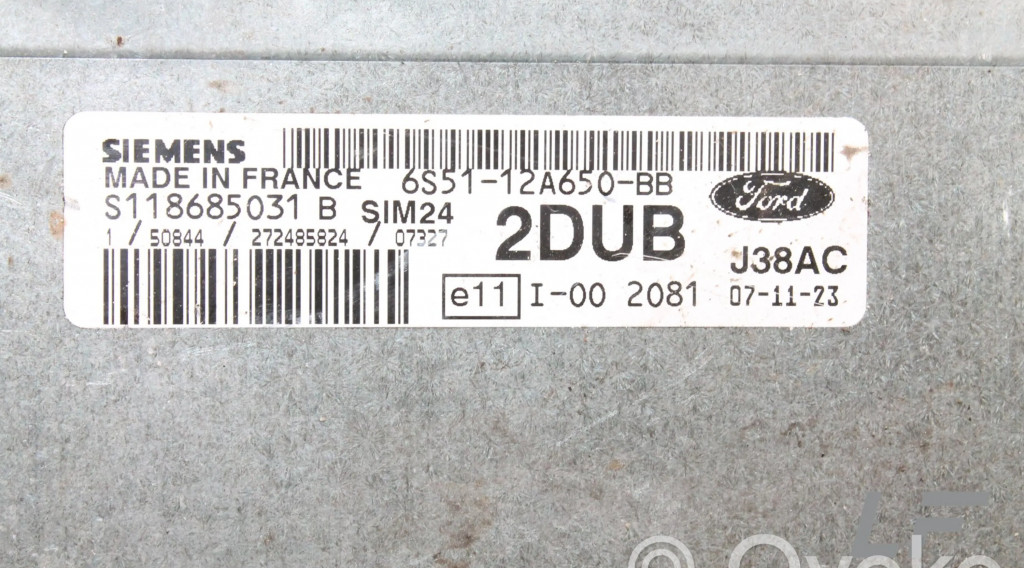 SIEMENS
MADE IN FRANCE 6S51-12A650-BB
S118685031 B SIM24 2DUB Ford
1 / 50844 / 272485824 / 07327
J38AC
e11 I-00 2081 07-11-23